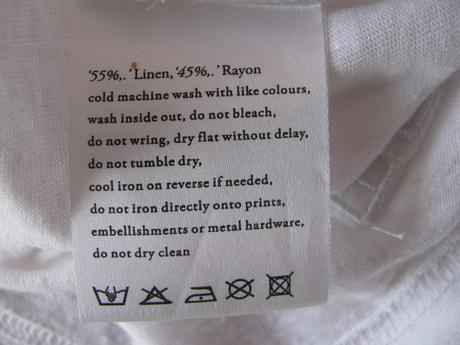 ‘55%,.’Linen,‘45%,.’Rayon
cold machine wash with like colours,
wash inside out, do not bleach,
do not wring, dry flat without delay,
do not tumble dry,
cool iron on reverse if needed,
do not iron directly onto prints,
embellishments or metal hardware,
do not dry clean